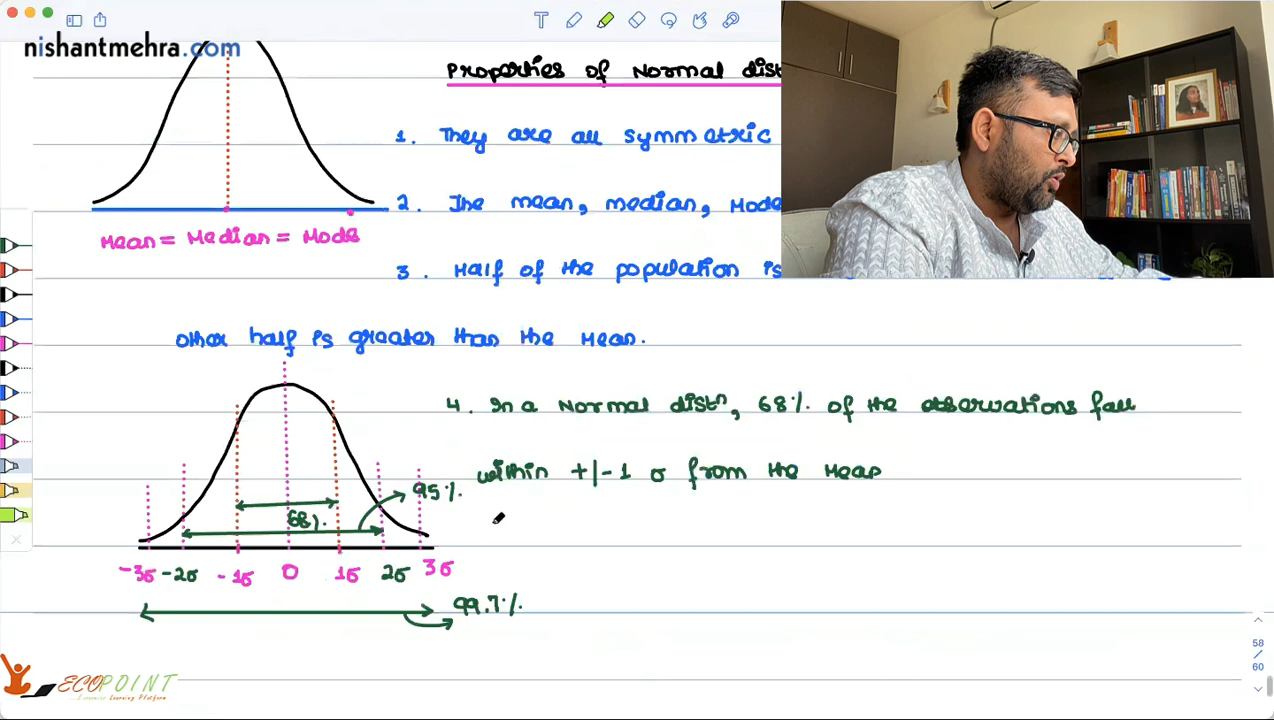 nishantmehra.com
Properties of Normal dist
1. They are all symmetric
2. The mean, median, Mode
Mean = Median = Mode
3. Half of the population is
other half is greater than the Mean.
4. In a Normal distⁿ, 68% of the observations fall
within +/-1 σ from the Mean
95%.
68%.
-3σ -2σ -1σ 0 1σ 2σ 3σ
99.7%.
58
/
60
ECOPOINT